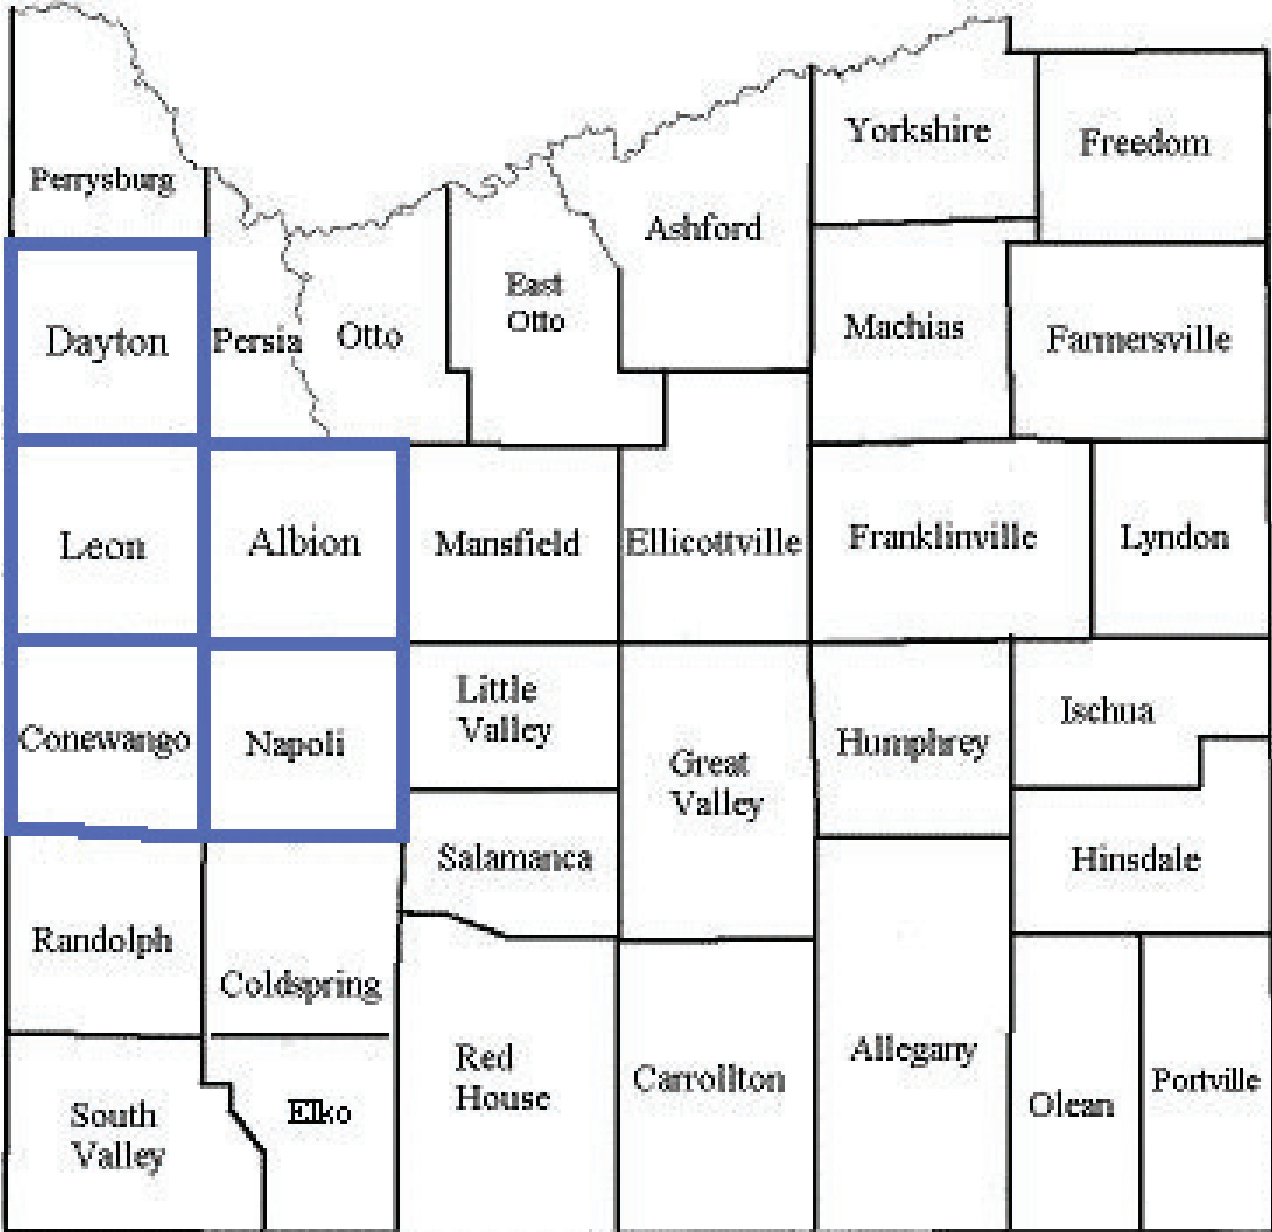 Yorkshire
Freedom
Perrysburg
Ashford
East
Otto
Dayton
Persia
Otto
Machias
Farmersville
Leon
Albion
Mansfield
Ellicottville
Franklinville
Lyndon
Conewango
Napoli
Little
Valley
Great
Valley
Humphrey
Ischua
Salamanca
Hinsdale
Randolph
Coldspring
Red
House
Carrollton
Allegany
Olean
Portville
South
Valley
Elko